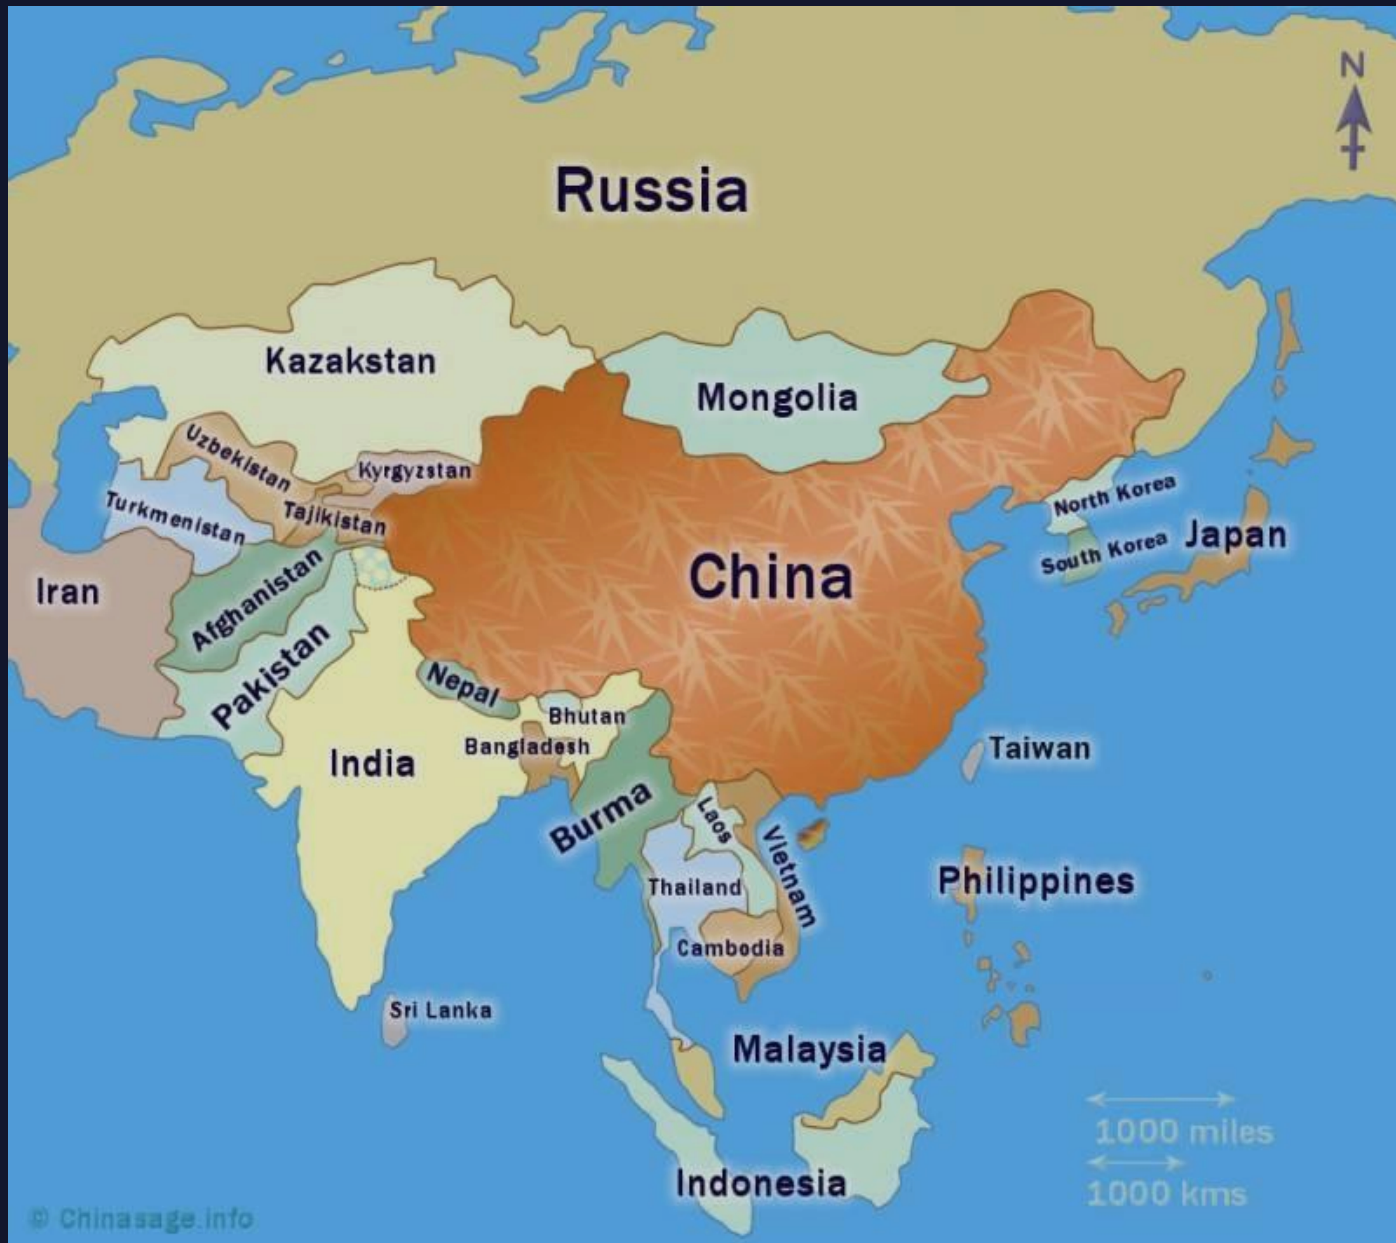 N
Russia
Kazakstan
Mongolia
Uzbekistan
Kyrgyzstan
Turkmenistan
Tajikistan
North Korea
South Korea
Japan
China
Iran
Afghanistan
Pakistan
Nepal
Bhutan
Bangladesh
India
Taiwan
Burma
Laos
Vietnam
Thailand
Philippines
Cambodia
Sri Lanka
Malaysia
Indonesia
1000 miles
1000 kms
© Chinasage.info